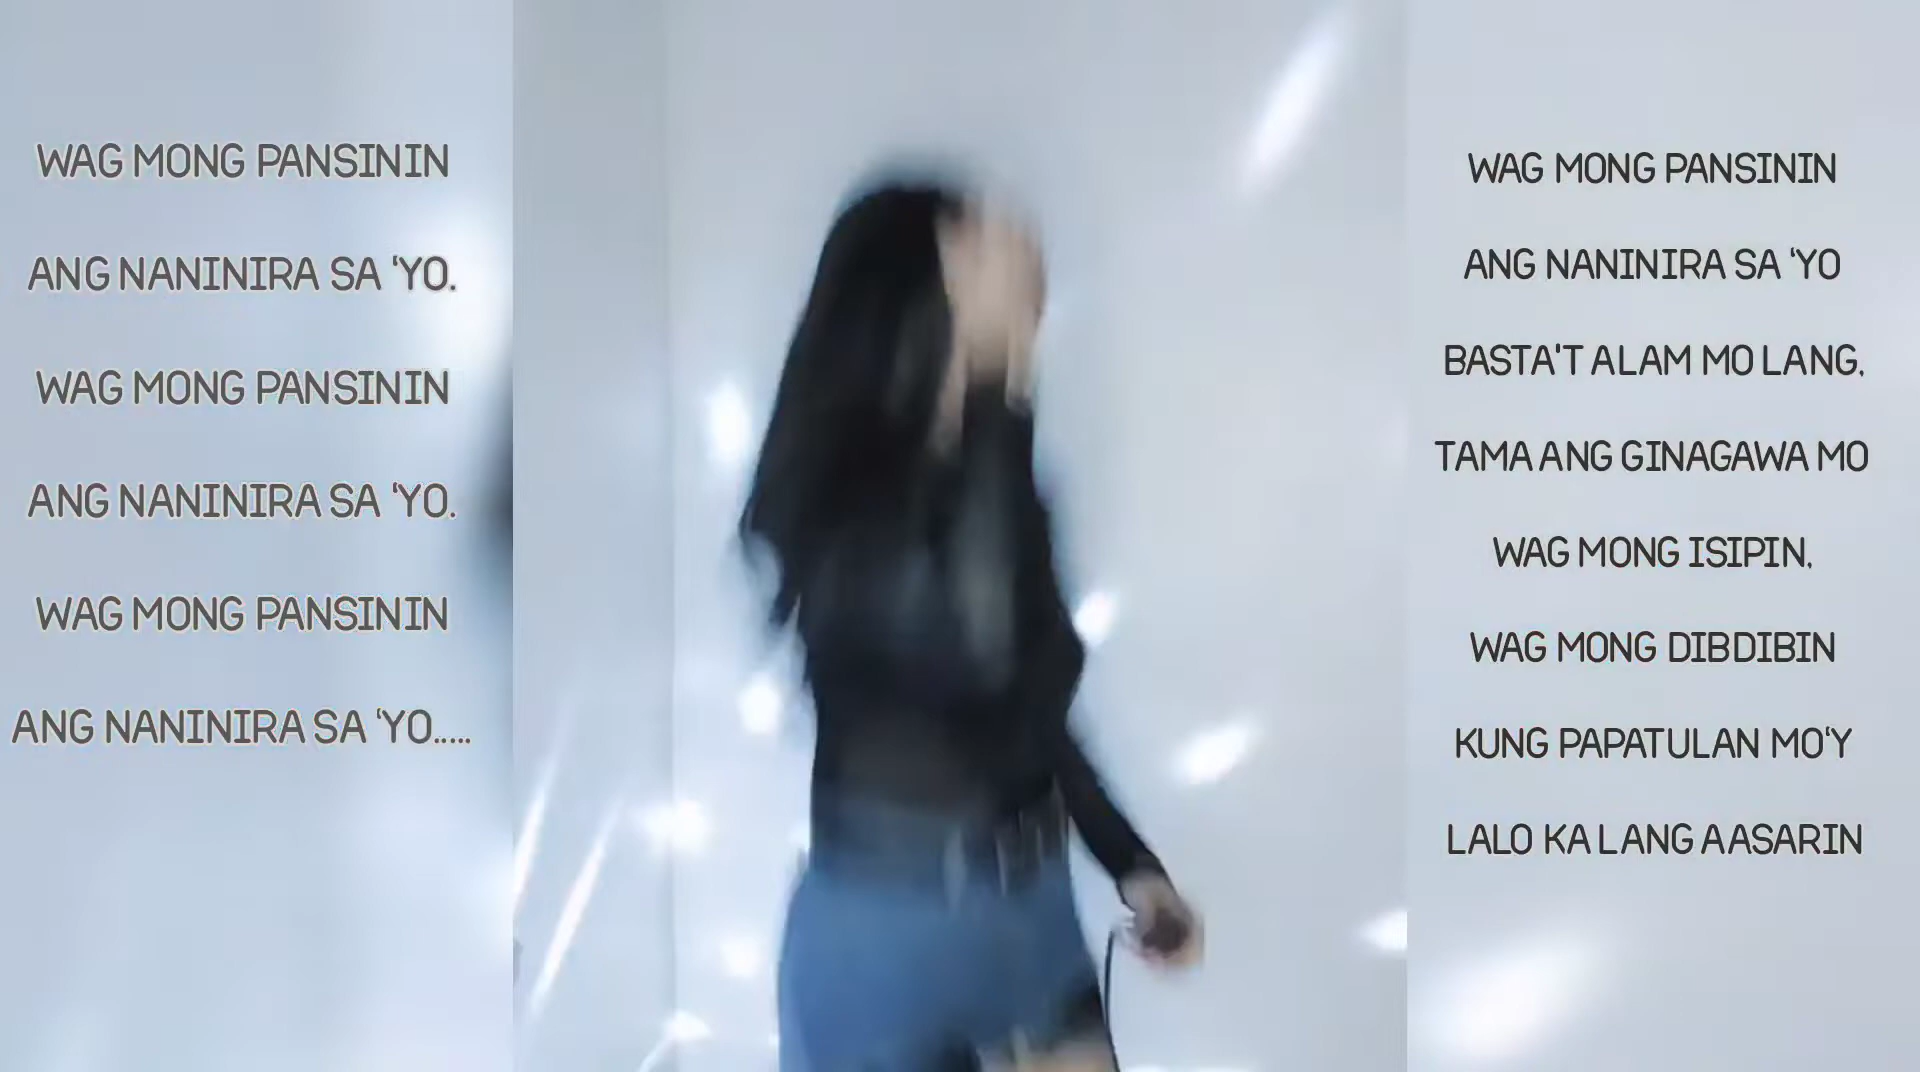 WAG MONG PANSININ
ANG NANINIRA SA 'YO.
WAG MONG PANSININ
ANG NANINIRA SA 'YO.
WAG MONG PANSININ
ANG NANINIRA SA 'YO.....
WAG MONG PANSININ
ANG NANINIRA SA 'YO
BASTA'T ALAM MO LANG,
TAMA ANG GINAGAWA MO
WAG MONG ISIPIN,
WAG MONG DIBDIBIN
KUNG PAPATULAN MO'Y
LALO KA LANG AASARIN